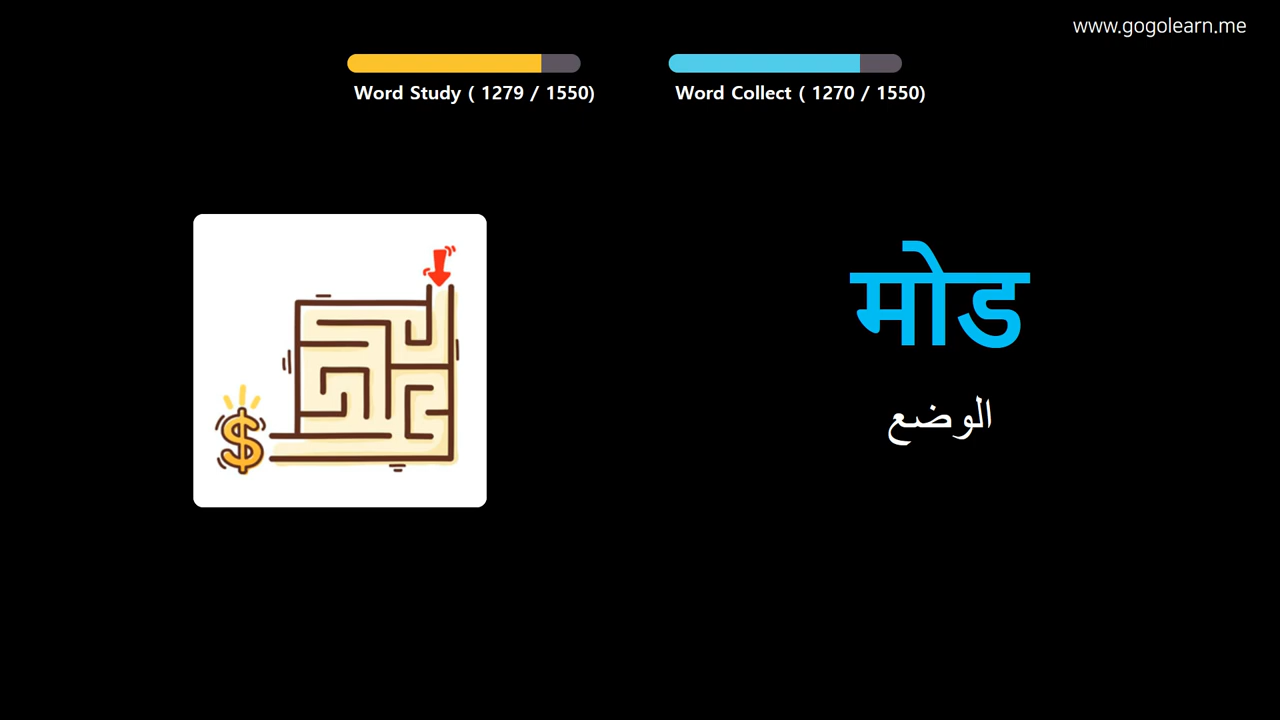 www.gogolearn.me
Word Study ( 1279 / 1550)
Word Collect ( 1270 / 1550)
मोड
الوضع
$